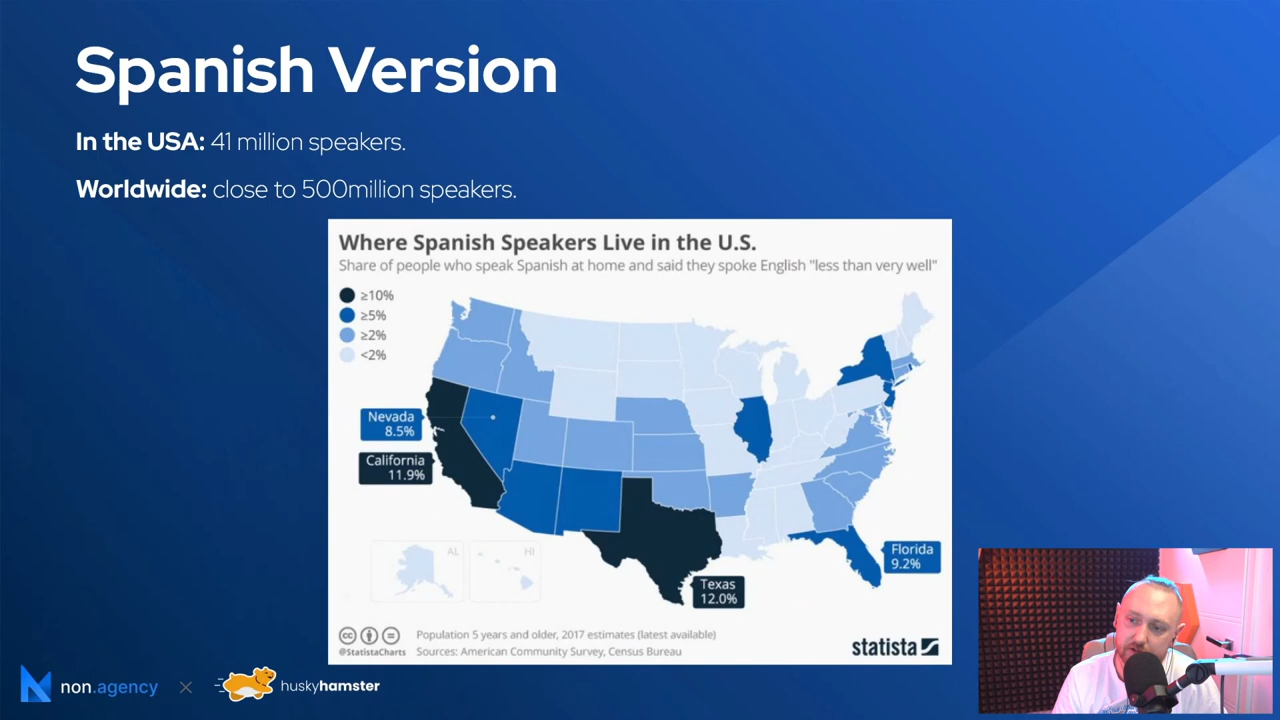 Spanish Version
In the USA: 41 million speakers.
Worldwide: close to 500million speakers.
Where Spanish Speakers Live in the U.S.
Share of people who speak Spanish at home and said they spoke English "less than very well"
≥10%
≥5%
≥2%
<2%
Nevada
8.5%
California
11.9%
AL
HI
Texas
12.0%
Florida
9.2%
Population 5 years and older, 2017 estimates (latest available)
@StatistaCharts Sources: American Community Survey, Census Bureau
statista
non.agency × huskyhamster